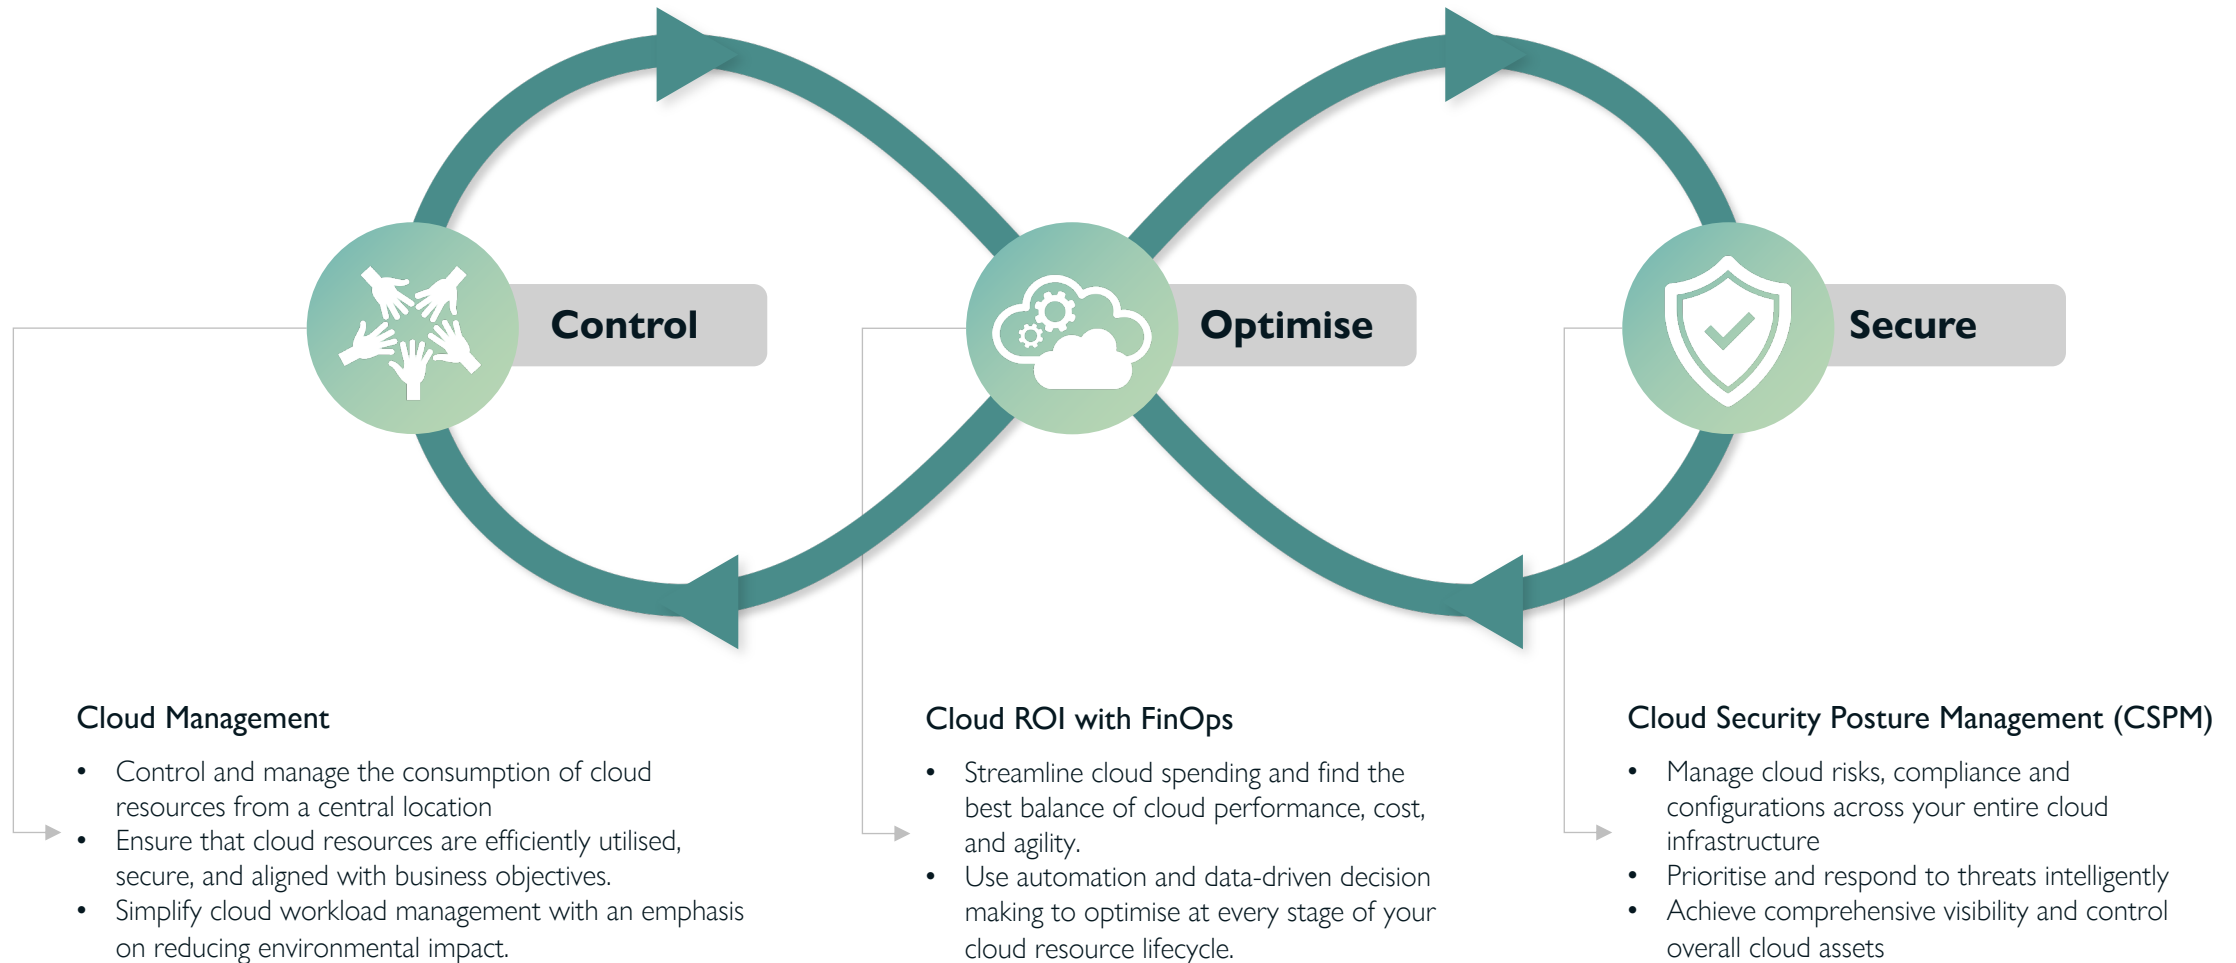 Control
Optimise
Secure
Cloud Management
• Control and manage the consumption of cloud
resources from a central location
• Ensure that cloud resources are efficiently utilised,
secure, and aligned with business objectives.
• Simplify cloud workload management with an emphasis
on reducing environmental impact.
Cloud ROI with FinOps
• Streamline cloud spending and find the
best balance of cloud performance, cost,
and agility.
• Use automation and data-driven decision
making to optimise at every stage of your
cloud resource lifecycle.
Cloud Security Posture Management (CSPM)
• Manage cloud risks, compliance and
configurations across your entire cloud
infrastructure
• Prioritise and respond to threats intelligently
• Achieve comprehensive visibility and control
overall cloud assets